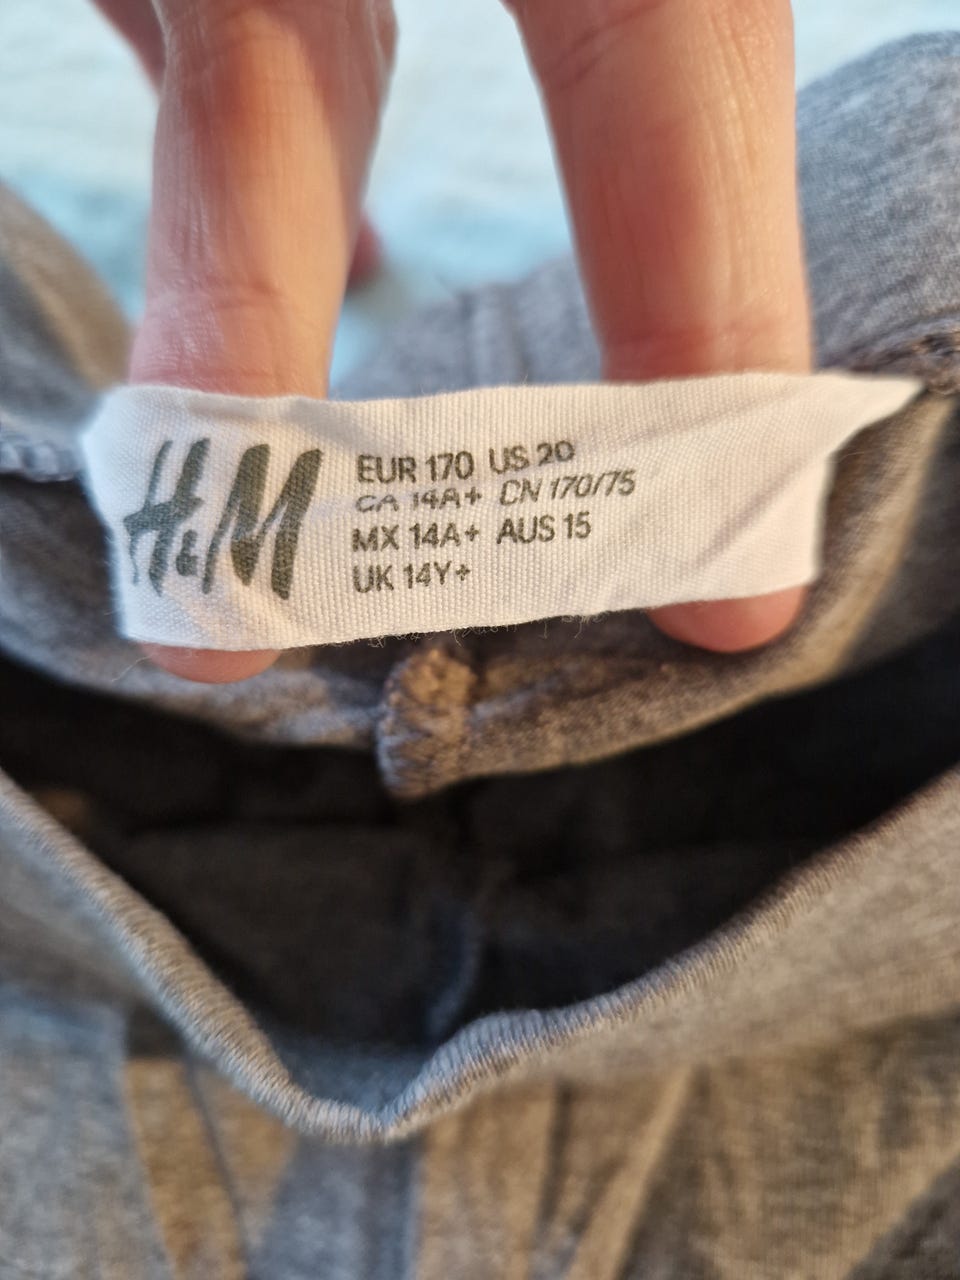 H&M
EUR 170 US 20
CA 14A+ CN 170/75
MX 14A+ AUS 15
UK 14Y+